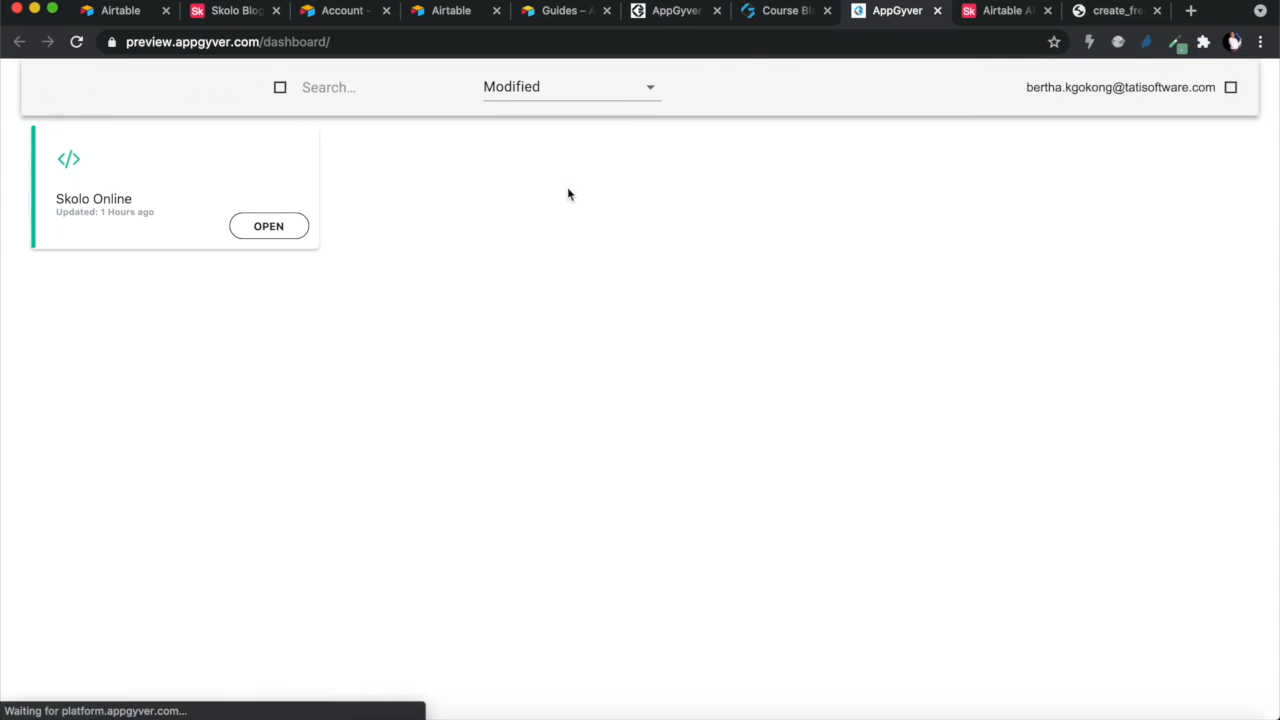 Airtable
Skolo Blog
Account -
Airtable
Guides – A
AppGyver
Course Blo
AppGyver
Airtable A
create_fre
preview.appgyver.com/dashboard/
Search...
Modified
bertha.kgokong@tatisoftware.com
</>
Skolo Online
Updated: 1 Hours ago
OPEN
Waiting for platform.appgyver.com...